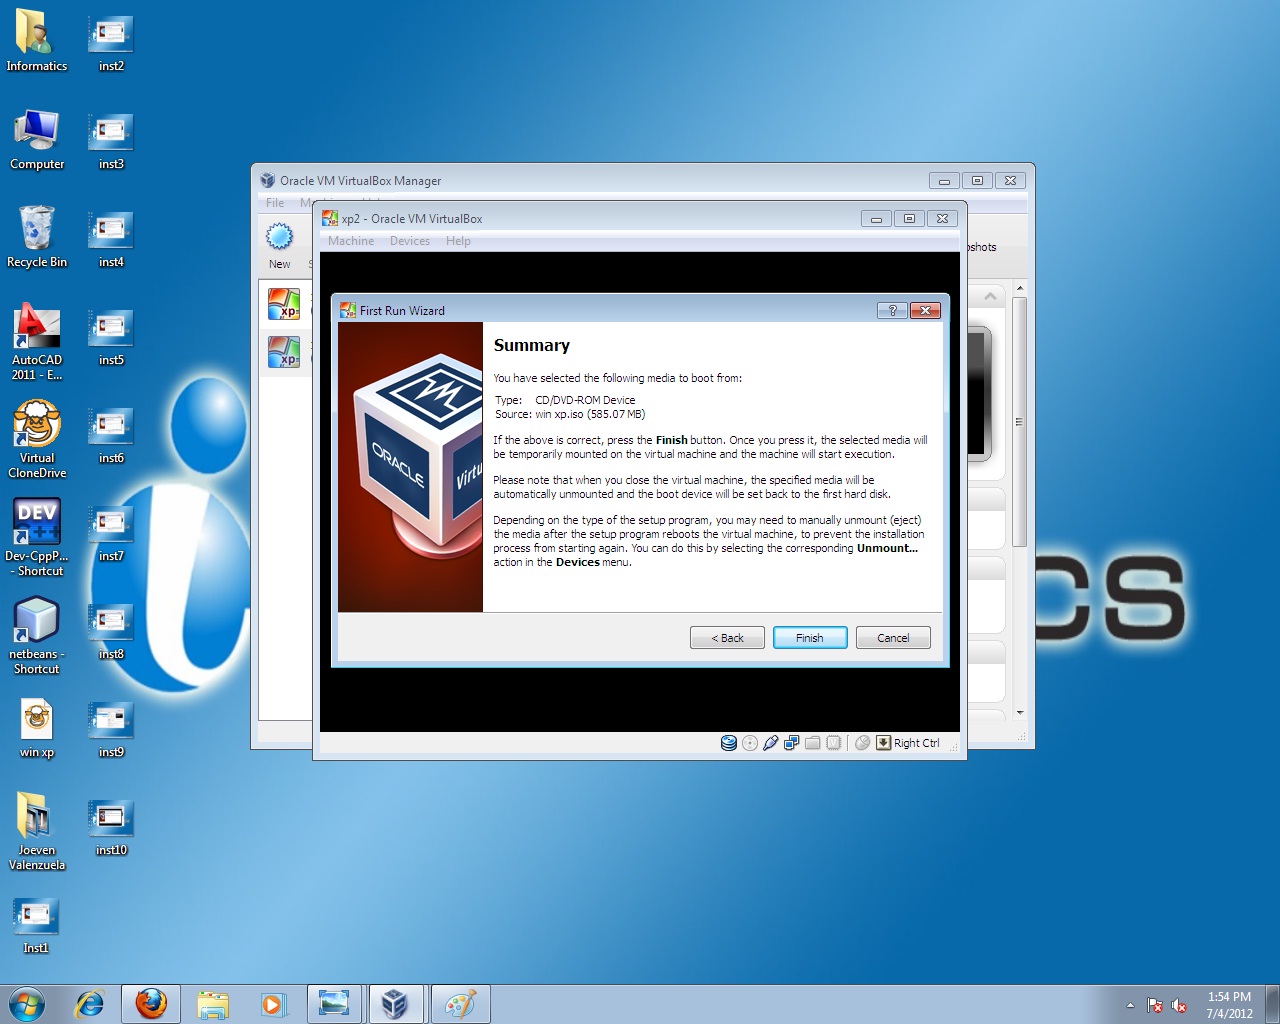 Informatics
inst2
Computer
inst3
Recycle Bin
inst4
AutoCAD
2011 - E...
inst5
Virtual
CloneDrive
inst6
Dev-CppP...
- Shortcut
inst7
netbeans -
Shortcut
inst8
win xp
inst9
Joeven
Valenzuela
inst10
Inst1
Oracle VM VirtualBox Manager
File
New
xp
xp
pshots
xp2 - Oracle VM VirtualBox
Machine Devices Help
First Run Wizard
ORACLE
Virtu
Summary
You have selected the following media to boot from:
Type: CD/DVD-ROM Device
Source: win xp.iso (585.07 MB)
If the above is correct, press the Finish button. Once you press it, the selected media will
be temporarily mounted on the virtual machine and the machine will start execution.
Please note that when you close the virtual machine, the specified media will be
automatically unmounted and the boot device will be set back to the first hard disk.
Depending on the type of the setup program, you may need to manually unmount (eject)
the media after the setup program reboots the virtual machine, to prevent the installation
process from starting again. You can do this by selecting the corresponding Unmount...
action in the Devices menu.
< Back
Finish
Cancel
Right Ctrl
cs
DEV
C++
1:54 PM
7/4/2012